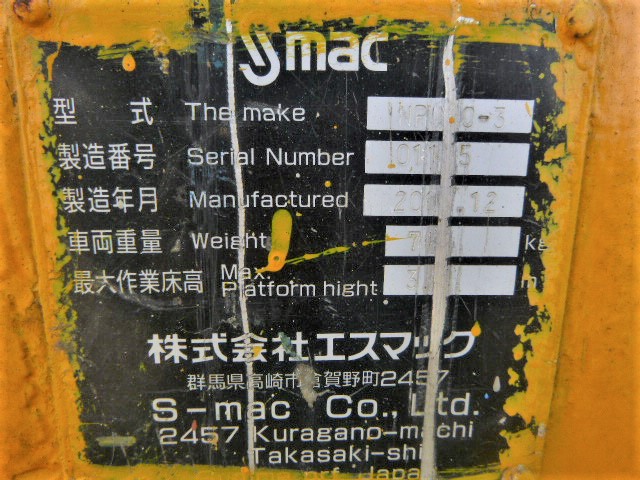 Smac
型 式 The make
製造番号 Serial Number
製造年月 Manufactured
車両重量 Weight kg
最大作業床高 Max. Platform hight m
株式会社エスマック
群馬県高崎市倉賀野町2457
S-mac Co., Ltd.
2457 Kuragano-machi
Takasaki-shi
Japan